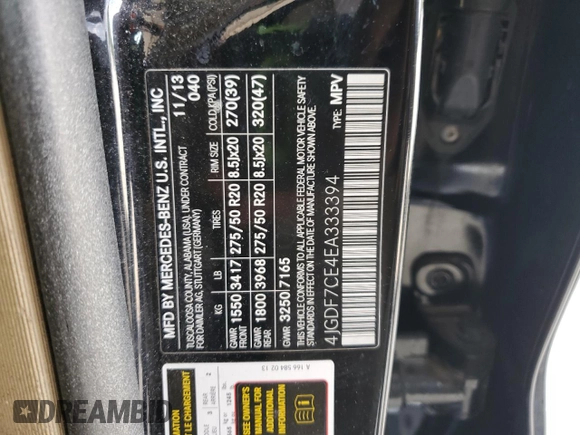 MFD BY MERCEDES-BENZ U.S. INTL., INC 11/13
TUSCALOOSA COUNTY, ALABAMA (USA), UNDER CONTRACT 040
FOR DAIMLER AG, STUTTGART (GERMANY)
KG LB TIRES RIM SIZE COLD KPA(PSI)
GAWR FRONT 1550 3417 275/50 R20 8.5Jx20 270(39)
GAWR REAR 1800 3968 275/50 R20 8.5Jx20 320(47)
GWR 3250 7165
THIS VEHICLE CONFORMS TO ALL APPLICABLE FEDERAL MOTOR VEHICLE SAFETY
STANDARDS IN EFFECT ON THE DATE OF MANUFACTURE SHOWN ABOVE.
4JGDF7CE4EA333394 TYPE: MPV
A 166 584 02 13
SEE OWNER'S
MANUAL FOR
ADDITIONAL
INFORMATION
DREAMBID.COM